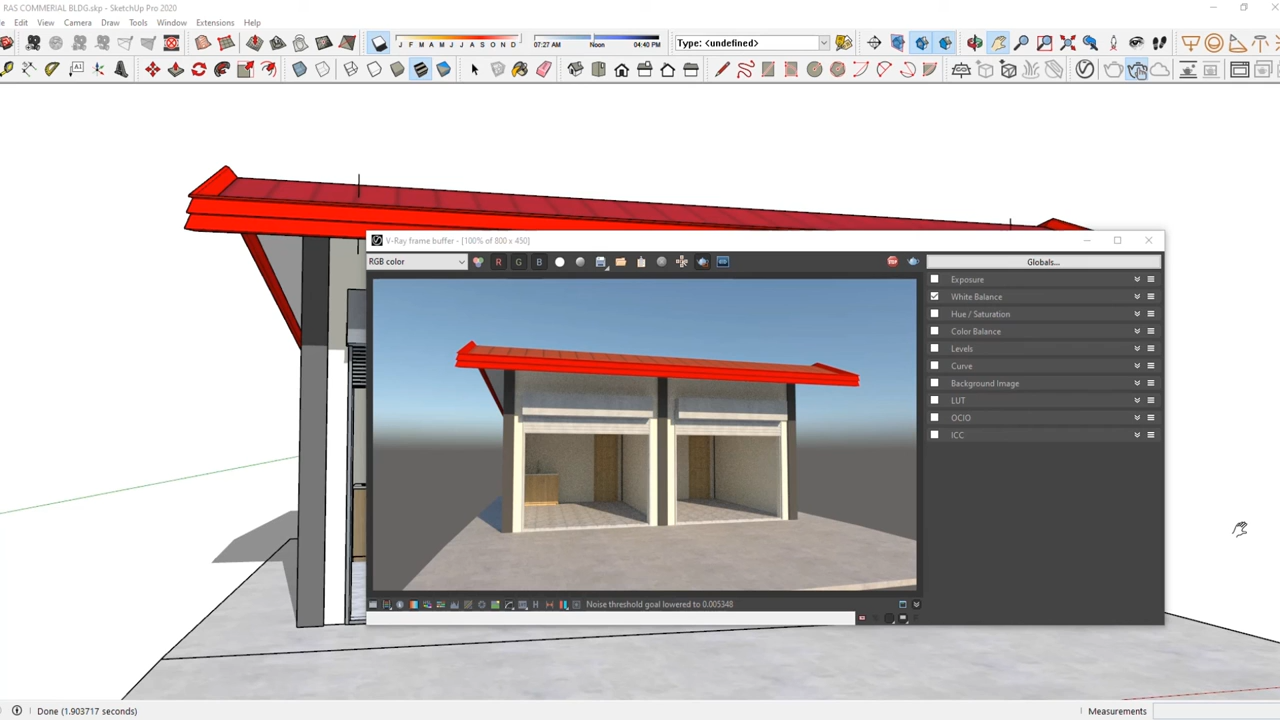 RAS COMMERIAL BLDG.skp - SketchUp Pro 2020
Edit View Camera Draw Tools Window Extensions Help
J F M A M J J A S O N D 07:27 AM Noon 04:40 PM Type: <undefined>
A1
V-Ray frame buffer - [100% of 800 x 450]
RGB color R G B STOP Globals...
Exposure
White Balance
Hue / Saturation
Color Balance
Levels
Curve
Background Image
LUT
OCIO
ICC
H Noise threshold goal lowered to 0.005348
Done (1.903717 seconds) Measurements